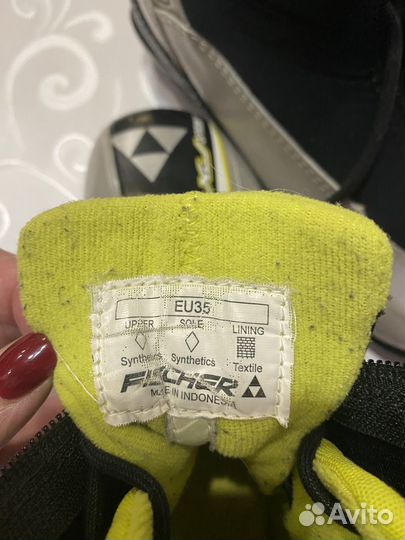 EU35
UPPER SOLE LINING
Synthetics Synthetics Textile
FISCHER
MADE IN INDONESIA
Avito